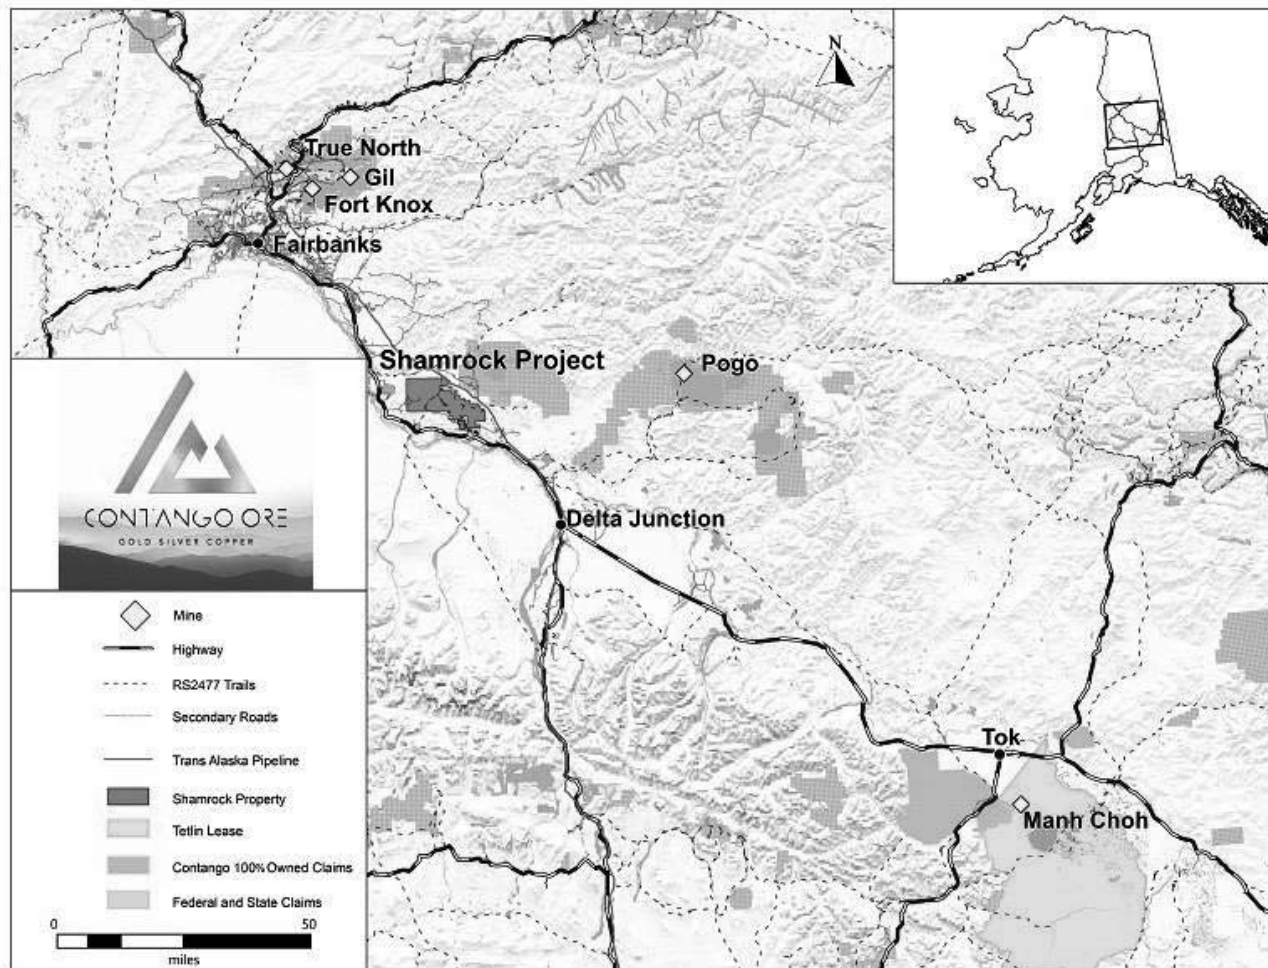 N
True North
Gil
Fort Knox
Fairbanks
Shamrock Project
Pogo
CONTANGO ORE
GOLD SILVER COPPER
Delta Junction
Mine
Highway
RS2477 Trails
Secondary Roads
Trans Alaska Pipeline
Shamrock Property
Tetlin Lease
Contango 100% Owned Claims
Federal and State Claims
0 50
miles
Tok
Manh Choh